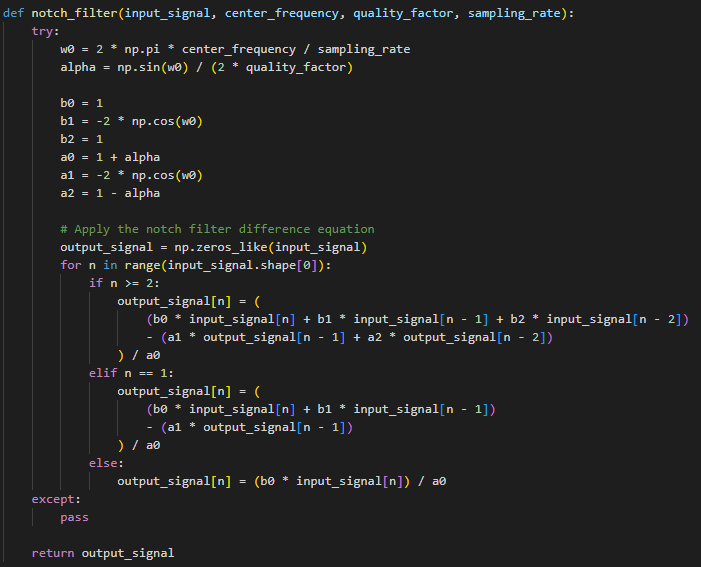 def notch_filter(input_signal, center_frequency, quality_factor, sampling_rate):
    try:
        w0 = 2 * np.pi * center_frequency / sampling_rate
        alpha = np.sin(w0) / (2 * quality_factor)

        b0 = 1
        b1 = -2 * np.cos(w0)
        b2 = 1
        a0 = 1 + alpha
        a1 = -2 * np.cos(w0)
        a2 = 1 - alpha

        # Apply the notch filter difference equation
        output_signal = np.zeros_like(input_signal)
        for n in range(input_signal.shape[0]):
            if n >= 2:
                output_signal[n] = (
                    (b0 * input_signal[n] + b1 * input_signal[n - 1] + b2 * input_signal[n - 2])
                    - (a1 * output_signal[n - 1] + a2 * output_signal[n - 2])
                ) / a0
            elif n == 1:
                output_signal[n] = (
                    (b0 * input_signal[n] + b1 * input_signal[n - 1])
                    - (a1 * output_signal[n - 1])
                ) / a0
            else:
                output_signal[n] = (b0 * input_signal[n]) / a0
    except:
        pass

    return output_signal